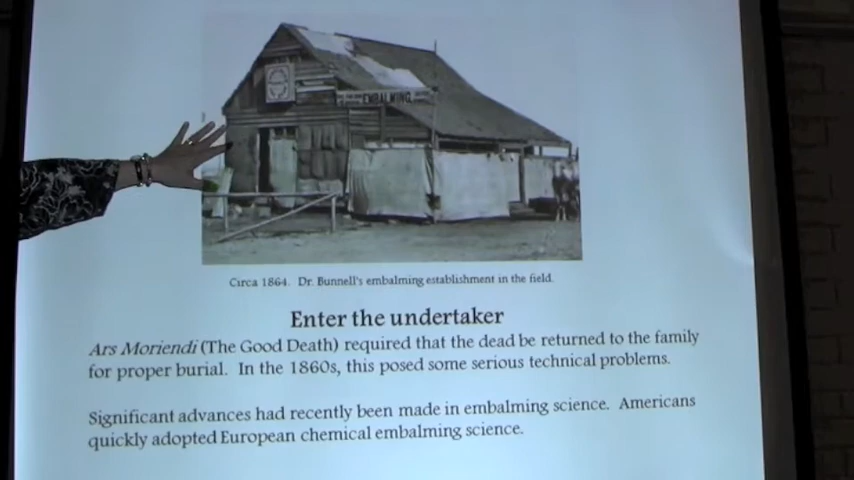 EMBALMING
Circa 1864. Dr. Bunnell's embalming establishment in the field.
Enter the undertaker
Ars Moriendi (The Good Death) required that the dead be returned to the family
for proper burial. In the 1860s, this posed some serious technical problems.
Significant advances had recently been made in embalming science. Americans
quickly adopted European chemical embalming science.